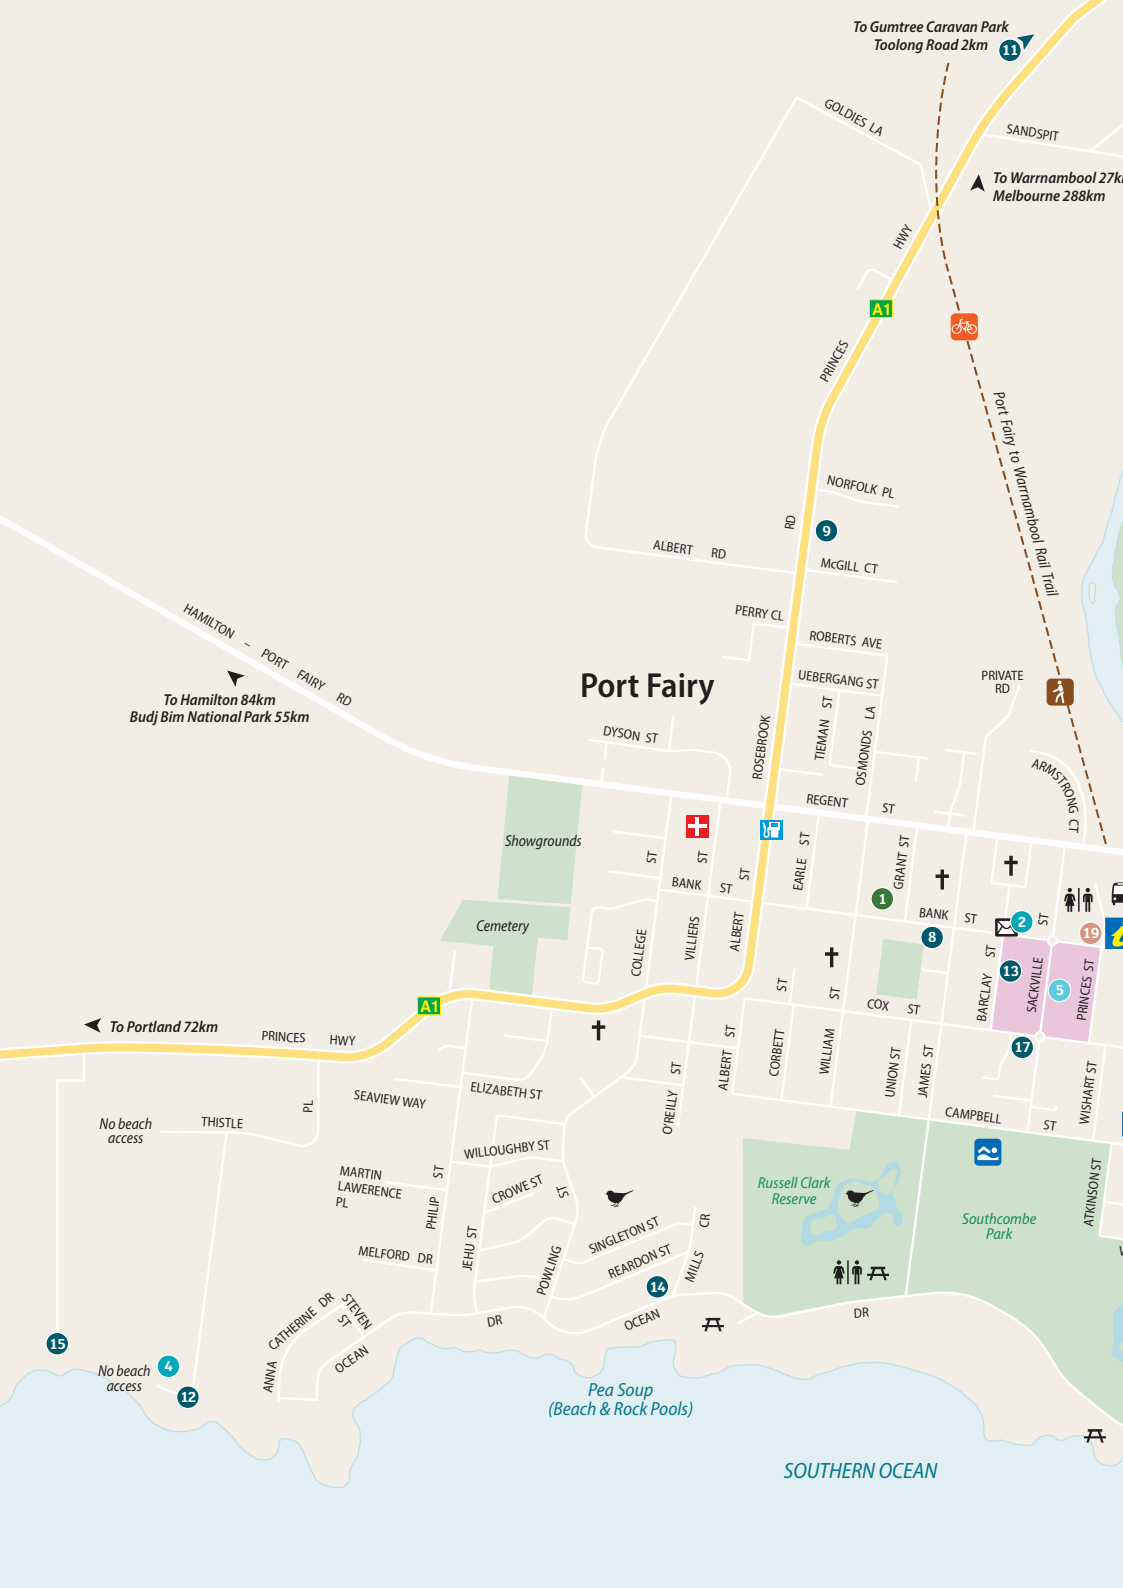 To Gumtree Caravan Park
Toolong Road 2km
11
GOLDIES LA
SANDSPIT
To Warrnambool 27k
Melbourne 288km
HWY
A1
PRINCES
Port Fairy to Warrnambool Rail Trail
NORFOLK PL
RD
9
ALBERT RD
McGILL CT
PERRY CL
ROBERTS AVE
HAMILTON – PORT FAIRY RD
To Hamilton 84km
Budj Bim National Park 55km
Port Fairy
UEBERGANG ST
PRIVATE
RD
TIEMAN ST
OSMONDS LA
DYSON ST
ROSEBROOK
ARMSTRONG CT
REGENT ST
Showgrounds
EARLE ST
GRANT ST
BANK ST
1
BANK ST
2
ST
19
8
Cemetery
COLLEGE ST
VILLIERS ST
ALBERT ST
BARCLAY ST
13
SACKVILLE
5
PRINCES ST
A1
COX ST
To Portland 72km
PRINCES HWY
CORBETT ST
WILLIAM ST
ALBERT ST
UNION ST
JAMES ST
17
WISHART ST
SEAVIEW WAY
ELIZABETH ST
O'REILLY ST
CAMPBELL ST
No beach
access
THISTLE PL
WILLOUGHBY ST
MARTIN
LAWERENCE
PL
PHILIP ST
CROWE ST
Russell Clark
Reserve
Southcombe
Park
ATKINSON ST
JEHU ST
POWLING ST
SINGLETON ST
REARDON ST
MILLS CR
MELFORD DR
14
CATHERINE DR
STEVEN
ST
DR
OCEAN
DR
15
4
No beach
access
12
ANNA
OCEAN
Pea Soup
(Beach & Rock Pools)
SOUTHERN OCEAN